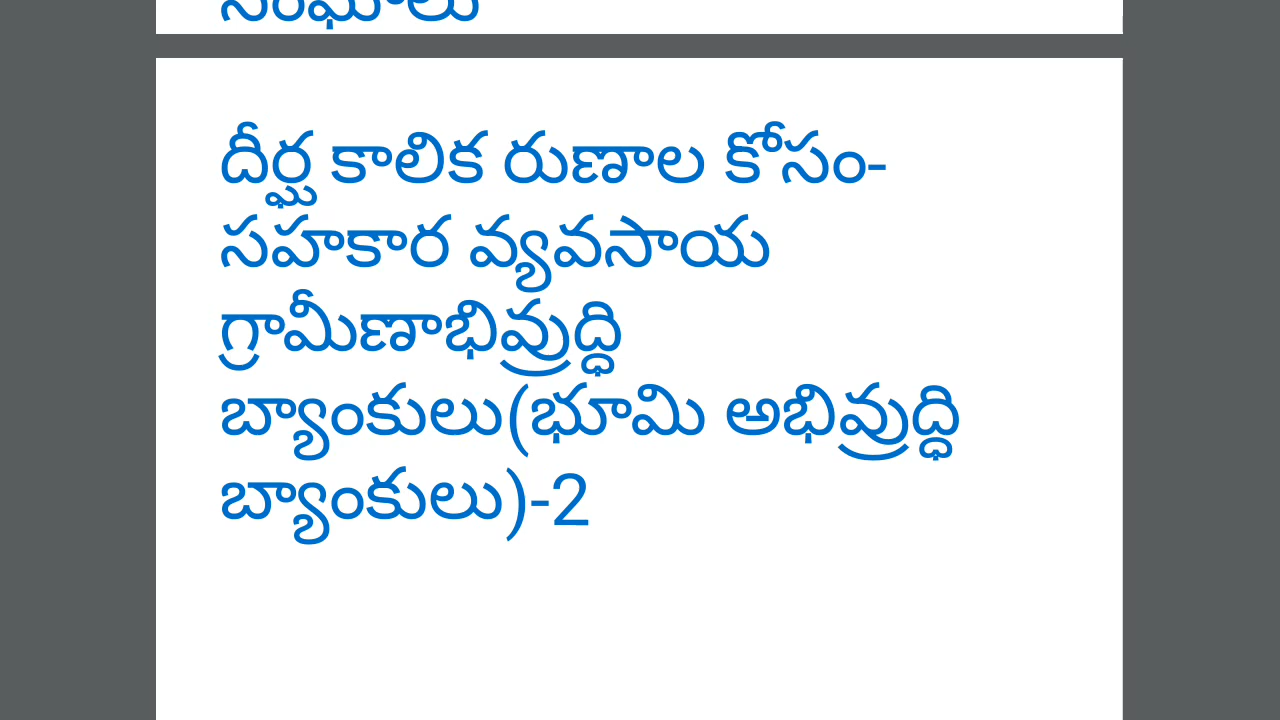 సంఘాలు
దీర్ఘ కాలిక రుణాల కోసం-
సహకార వ్యవసాయ
గ్రామీణాభివ్రుద్ధి
బ్యాంకులు(భూమి అభివ్రుద్ధి
బ్యాంకులు)-2